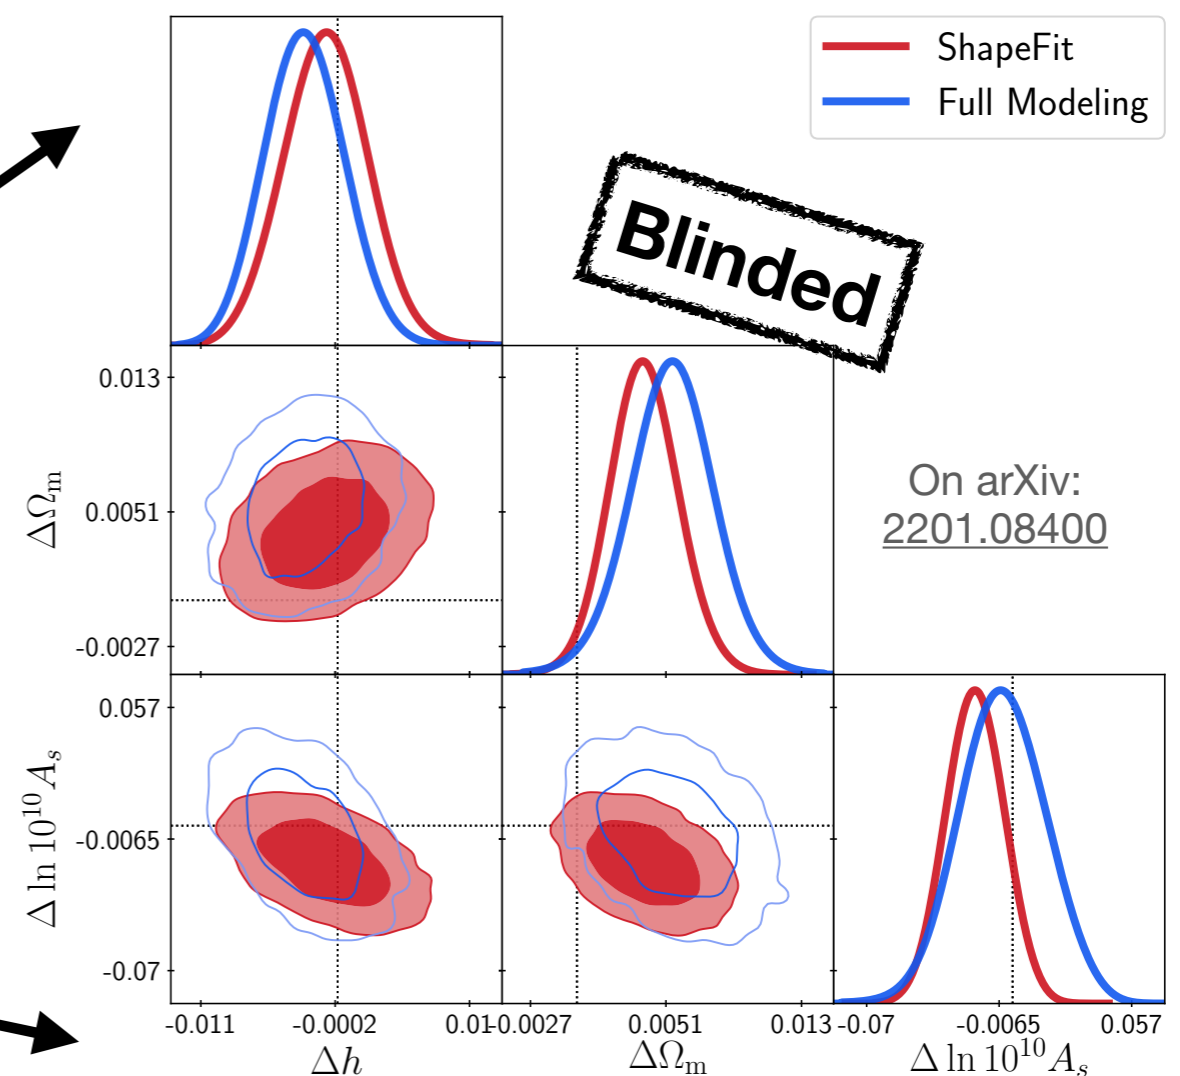 ShapeFit
Full Modeling
Blinded
0.013
ΔΩm
0.0051
-0.0027
On arXiv:
2201.08400
0.057
Δ ln 10^10 A_s
-0.0065
-0.07
-0.011 -0.0002 0.01 -0.0027 0.0051 0.013 -0.07 -0.0065 0.057
Δh ΔΩm Δ ln 10^10 A_s